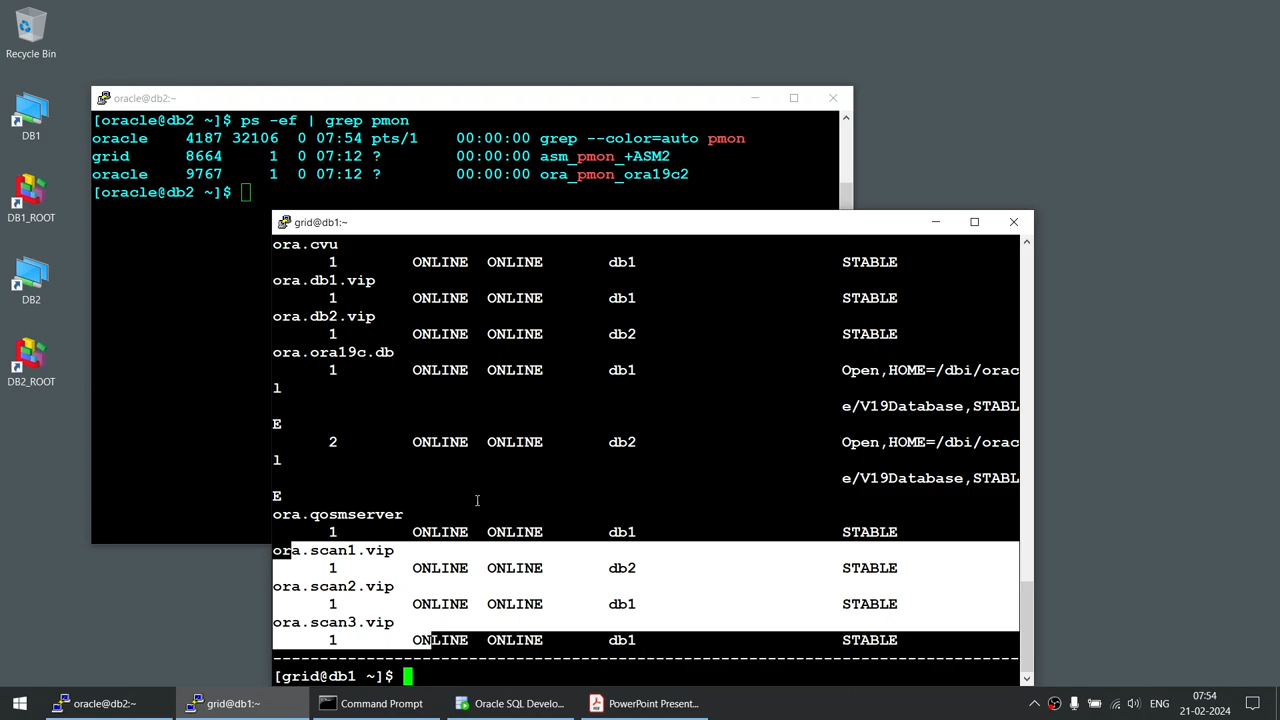 Recycle Bin
DB1
DB1_ROOT
DB2
DB2_ROOT
oracle@db2:~
[oracle@db2 ~]$ ps -ef | grep pmon
oracle 4187 32106 0 07:54 pts/1 00:00:00 grep --color=auto pmon
grid 8664 1 0 07:12 ? 00:00:00 asm_pmon_+ASM2
oracle 9767 1 0 07:12 ? 00:00:00 ora_pmon_ora19c2
[oracle@db2 ~]$
grid@db1:~
ora.cvu
1 ONLINE ONLINE db1 STABLE
ora.db1.vip
1 ONLINE ONLINE db1 STABLE
ora.db2.vip
1 ONLINE ONLINE db2 STABLE
ora.ora19c.db
1 ONLINE ONLINE db1 Open,HOME=/dbi/orac
l
e/V19Database,STABL
E
2 ONLINE ONLINE db2 Open,HOME=/dbi/orac
l
e/V19Database,STABL
E
ora.qosmserver
1 ONLINE ONLINE db1 STABLE
ora.scan1.vip
1 ONLINE ONLINE db2 STABLE
ora.scan2.vip
1 ONLINE ONLINE db1 STABLE
ora.scan3.vip
1 ONLINE ONLINE db1 STABLE
--------------------------------------------------------------------------------
[grid@db1 ~]$
oracle@db2:~
grid@db1:~
Command Prompt
Oracle SQL Develo...
PowerPoint Present...
ENG
07:54
21-02-2024